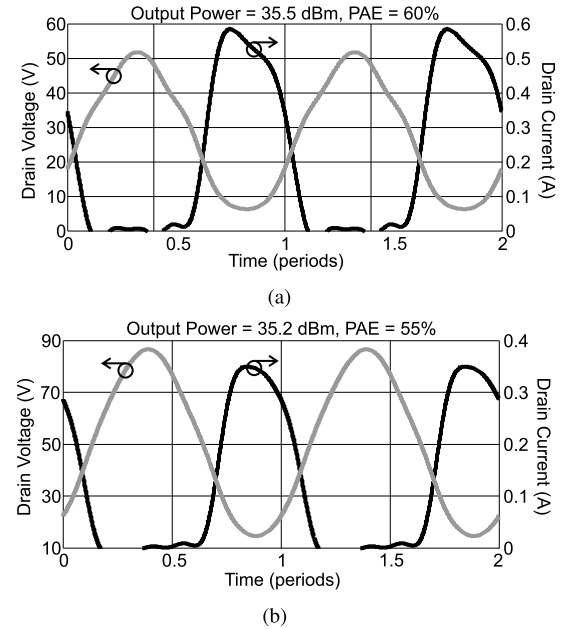 Output Power = 35.5 dBm, PAE = 60%
60
50
40
30
20
10
0
Drain Voltage (V)
0.6
0.5
0.4
0.3
0.2
0.1
0
Drain Current (A)
0 0.5 1 1.5 2
Time (periods)
(a)
Output Power = 35.2 dBm, PAE = 55%
90
70
50
30
10
Drain Voltage (V)
0.4
0.3
0.2
0.1
0
Drain Current (A)
0 0.5 1 1.5 2
Time (periods)
(b)